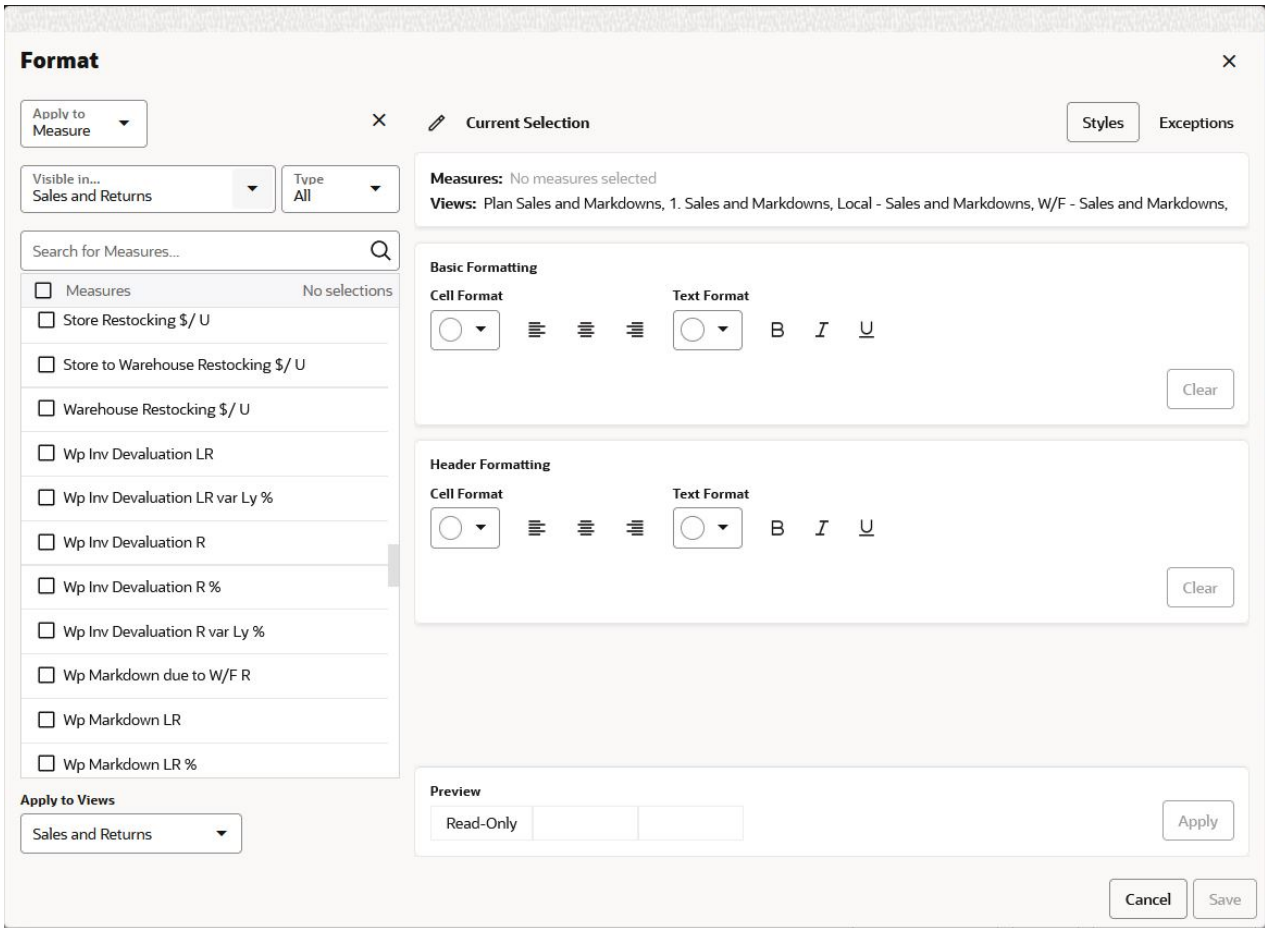 Format
Apply to
Measure
Visible in...
Sales and Returns
Type
All
Search for Measures...
Measures No selections
Store Restocking $/ U
Store to Warehouse Restocking $/ U
Warehouse Restocking $/ U
Wp Inv Devaluation LR
Wp Inv Devaluation LR var Ly %
Wp Inv Devaluation R
Wp Inv Devaluation R %
Wp Inv Devaluation R var Ly %
Wp Markdown due to W/F R
Wp Markdown LR
Wp Markdown LR %
Apply to Views
Sales and Returns
Current Selection
Styles Exceptions
Measures: No measures selected
Views: Plan Sales and Markdowns, 1. Sales and Markdowns, Local - Sales and Markdowns, W/F - Sales and Markdowns,
Basic Formatting
Cell Format Text Format
B I U
Clear
Header Formatting
Cell Format Text Format
B I U
Clear
Preview
Read-Only
Apply
Cancel Save